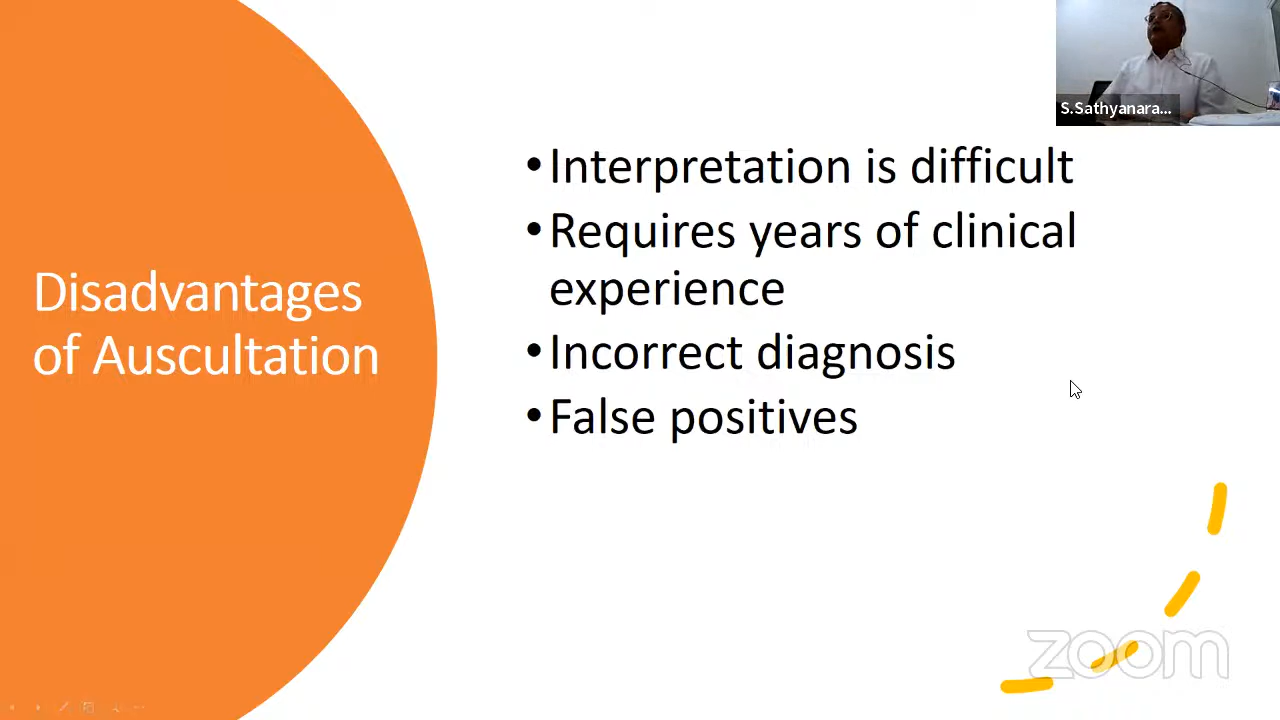 S.Sathyanara...
Disadvantages
of Auscultation
•Interpretation is difficult
•Requires years of clinical
experience
•Incorrect diagnosis
•False positives
zoom